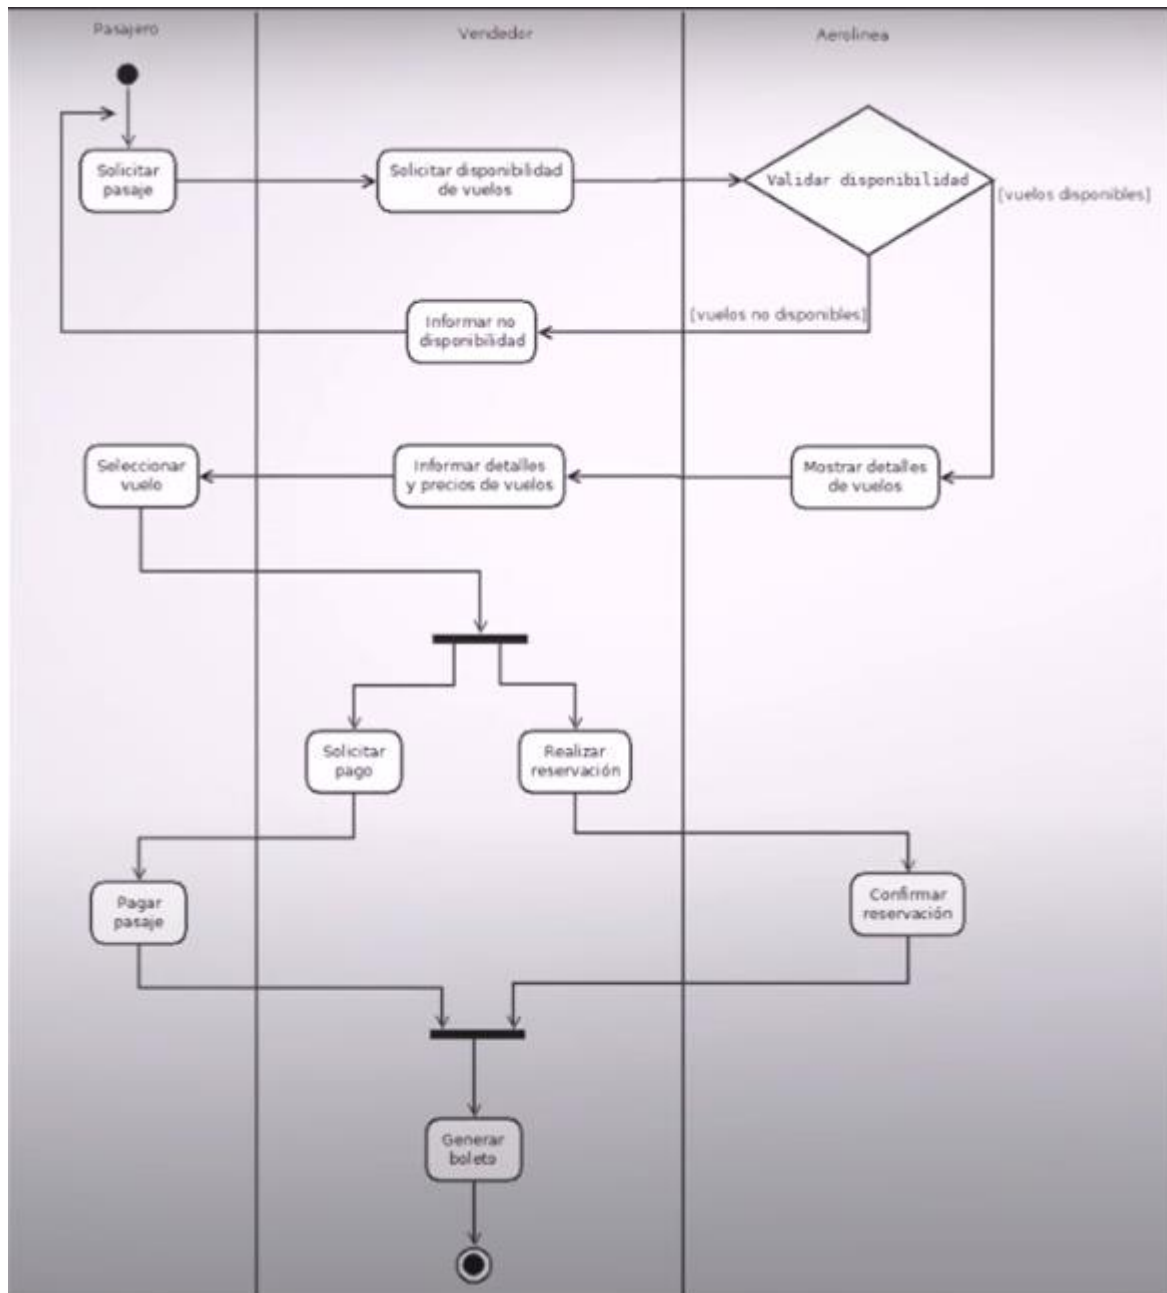 Pasajero
Vendedor
Aerolinea
Solicitar
pasaje
Solicitar disponibilidad
de vuelos
Validar disponibilidad
[vuelos disponibles]
Informar no
disponibilidad
[vuelos no disponibles]
Seleccionar
vuelo
Informar detalles
y precios de vuelos
Mostrar detalles
de vuelos
Solicitar
pago
Realizar
reservación
Pagar
pasaje
Confirmar
reservación
Generar
boleto